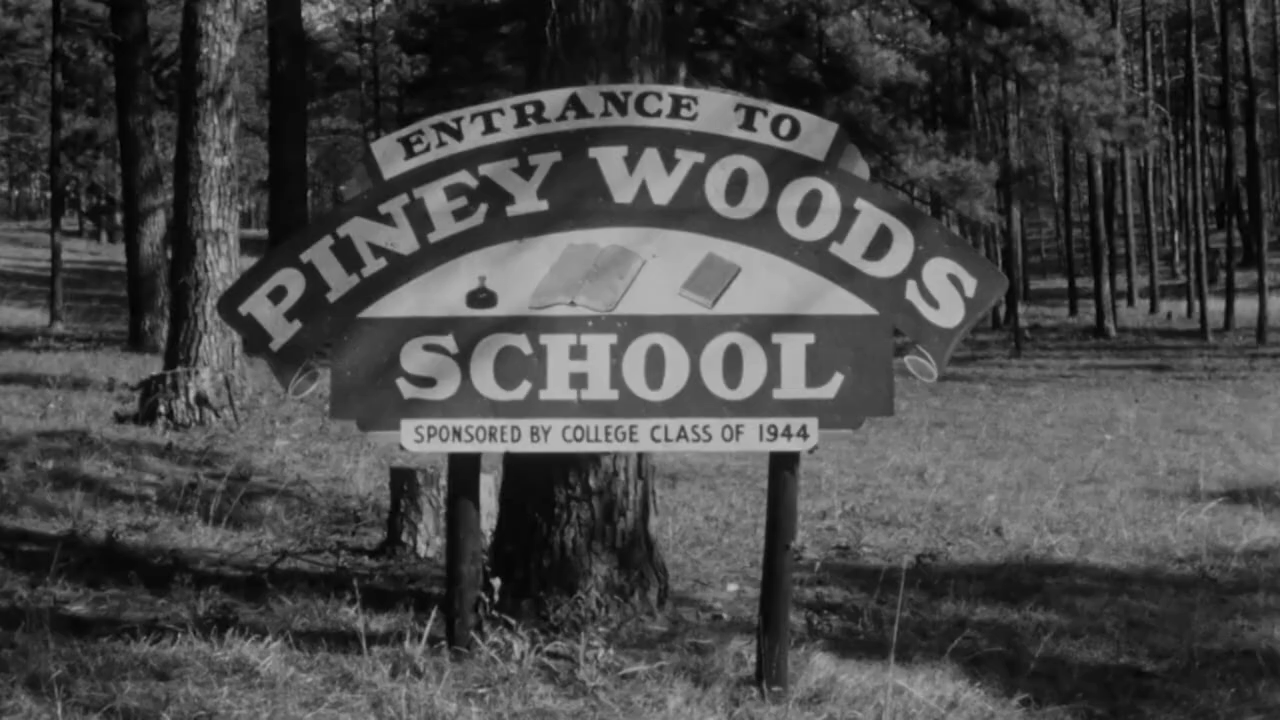 ENTRANCE TO
PINEY WOODS
SCHOOL
SPONSORED BY COLLEGE CLASS OF 1944